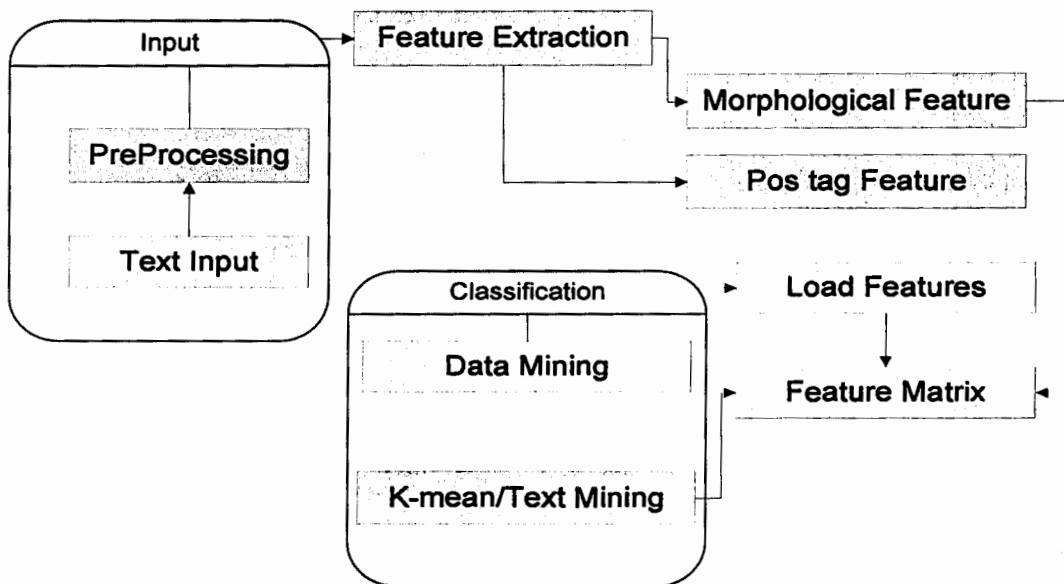 Input
Feature Extraction
Morphological Feature
PreProcessing
Pos tag Feature
Text Input
Classification
Load Features
Data Mining
Feature Matrix
K-mean/Text Mining